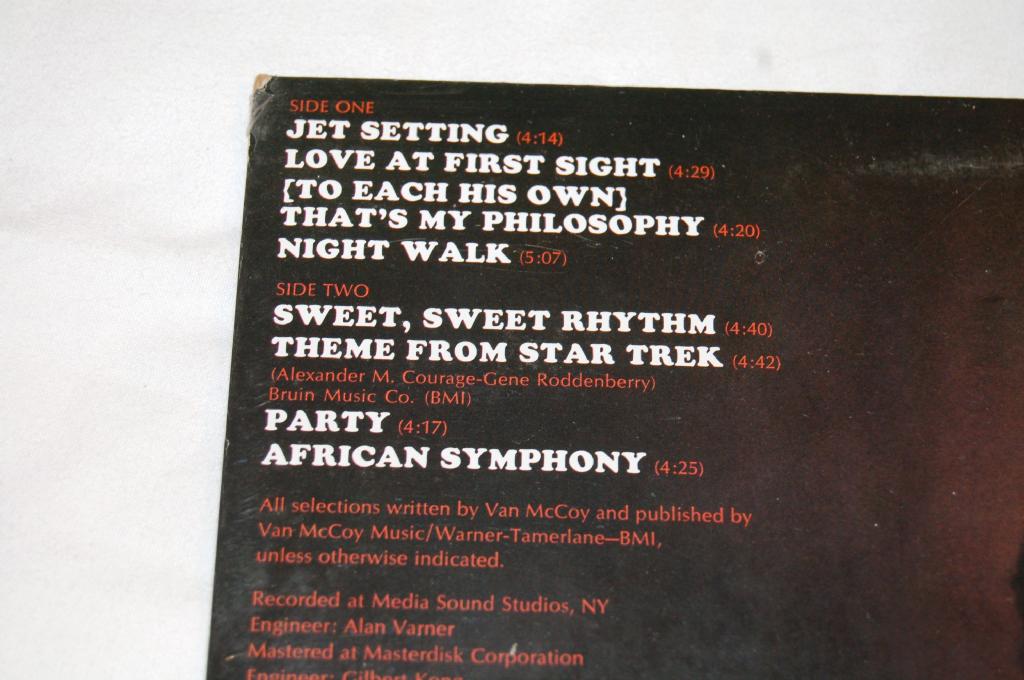 SIDE ONE
JET SETTING (4:14)
LOVE AT FIRST SIGHT (4:29)
[TO EACH HIS OWN]
THAT'S MY PHILOSOPHY (4:20)
NIGHT WALK (5:07)
SIDE TWO
SWEET, SWEET RHYTHM (4:40)
THEME FROM STAR TREK (4:42)
(Alexander M. Courage-Gene Roddenberry)
Bruin Music Co. (BMI)
PARTY (4:17)
AFRICAN SYMPHONY (4:25)
All selections written by Van McCoy and published by
Van McCoy Music/Warner-Tamerlane—BMI,
unless otherwise indicated.
Recorded at Media Sound Studios, NY
Engineer: Alan Varner
Mastered at Masterdisk Corporation
Engineer: Gilbert